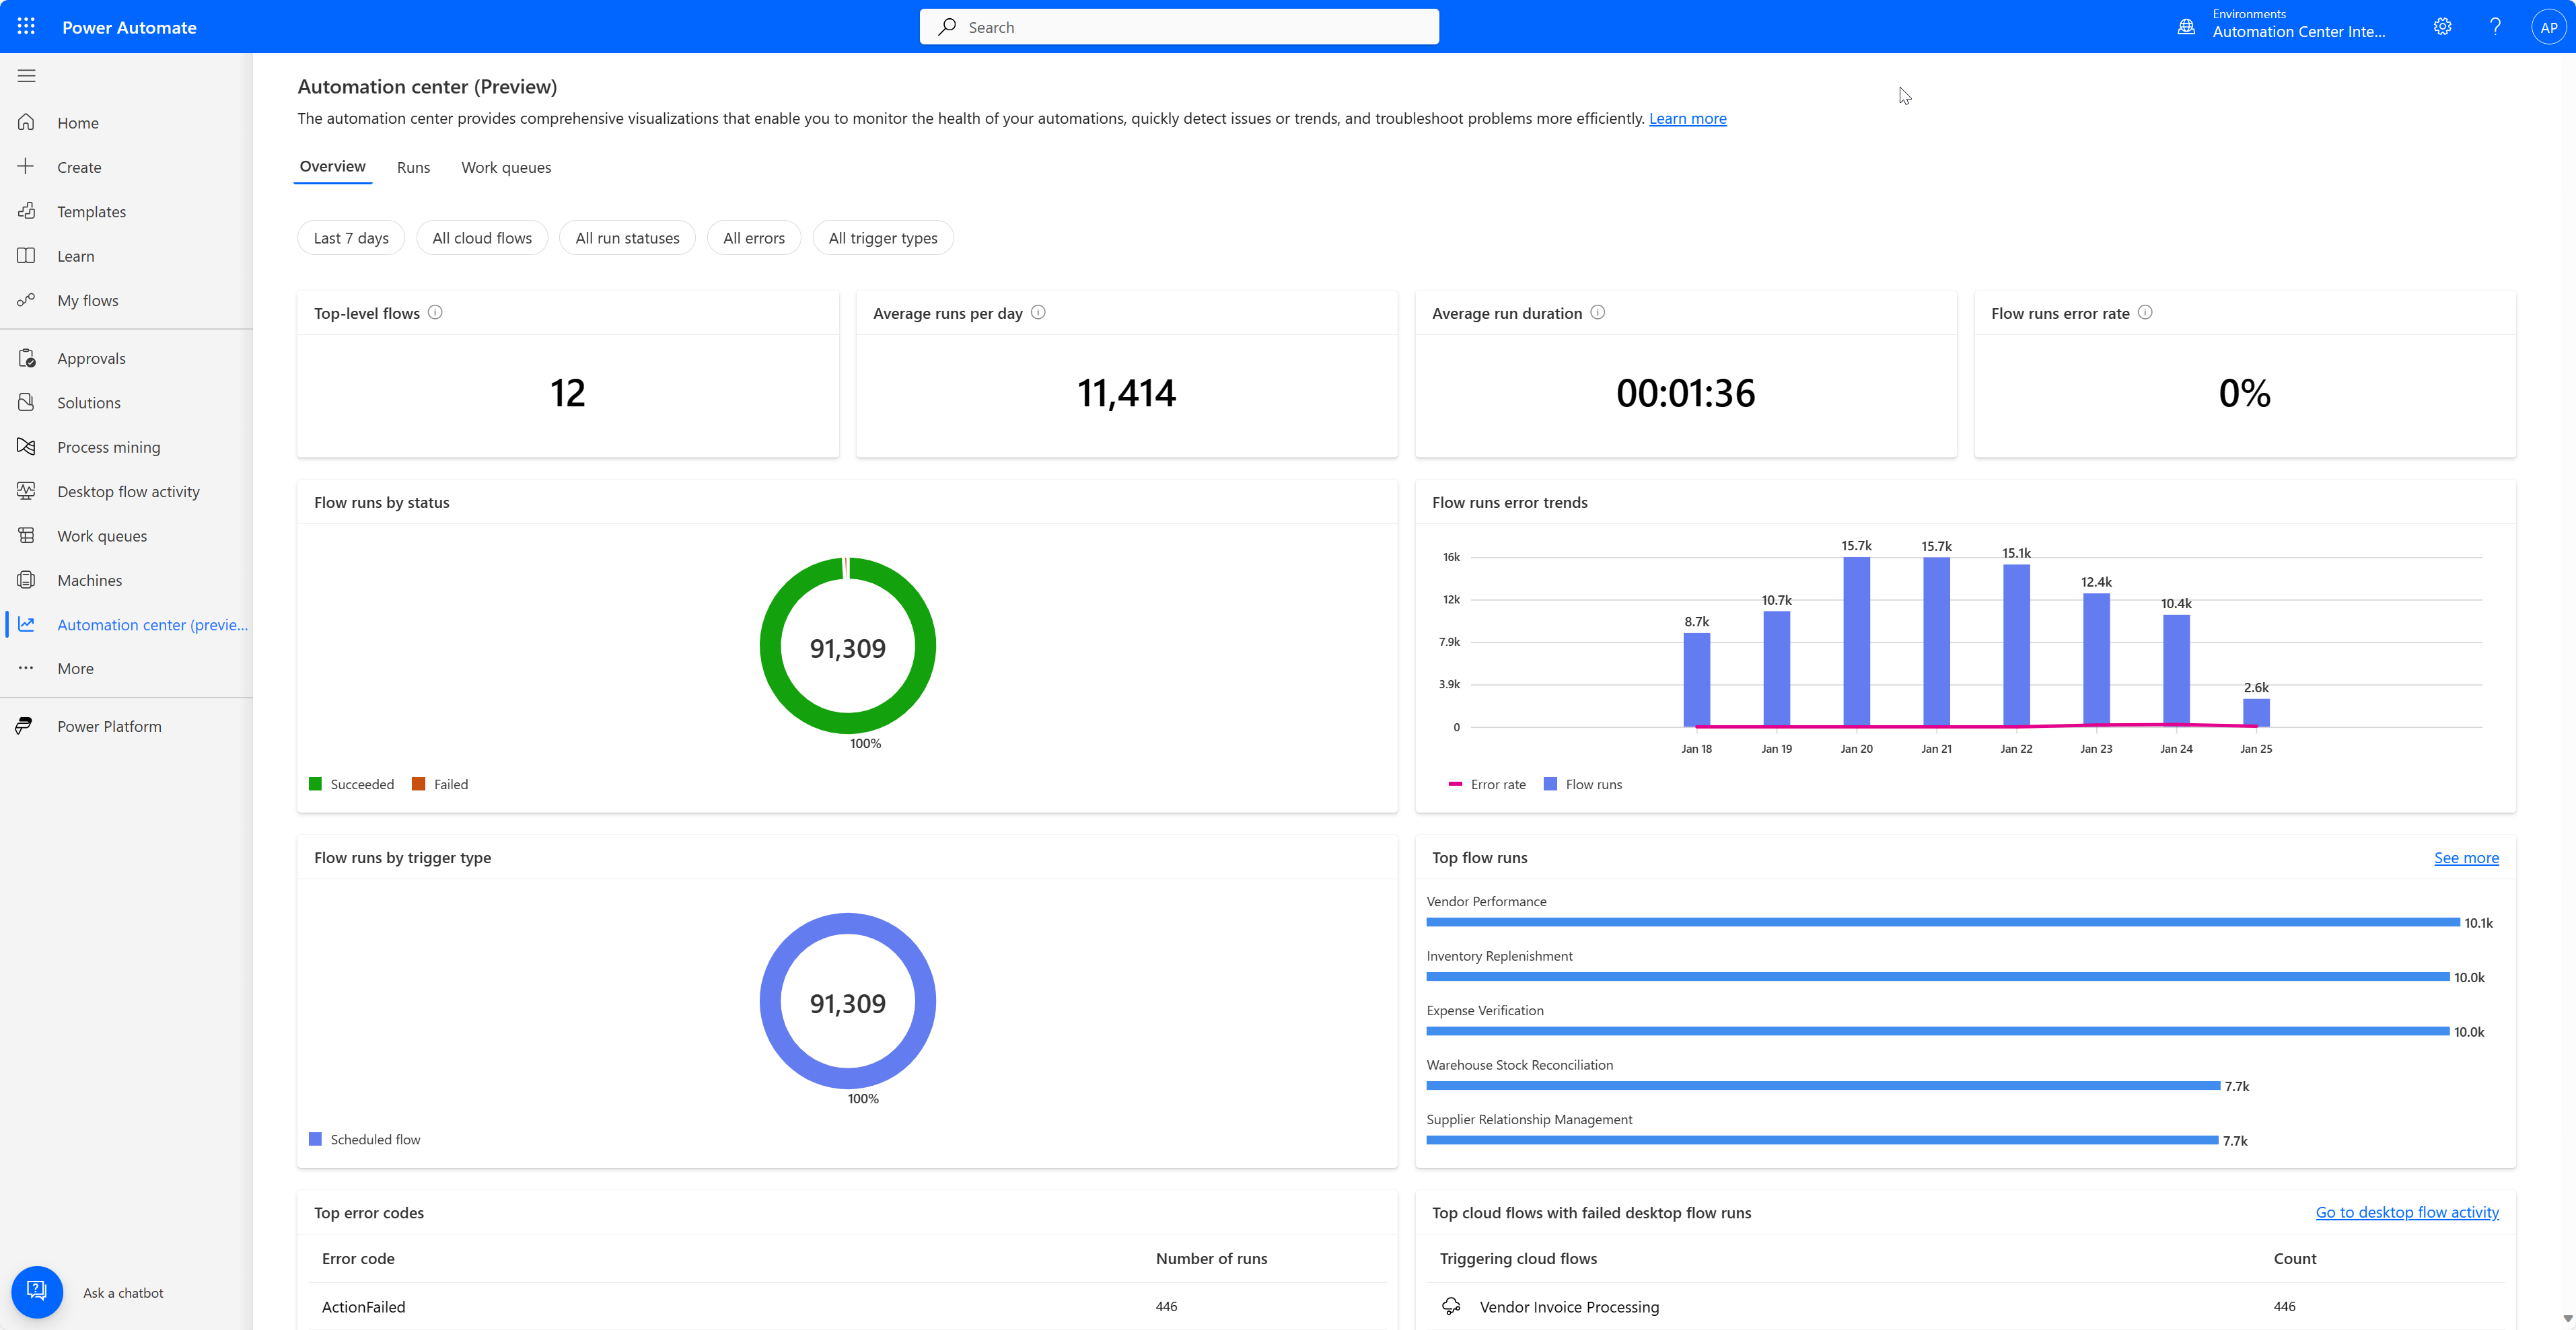 Power Automate
Search
Environments
Automation Center Inte...
AP
Home
Create
Templates
Learn
My flows
Approvals
Solutions
Process mining
Desktop flow activity
Work queues
Machines
Automation center (previe...
More
Power Platform
Ask a chatbot
Automation center (Preview)
The automation center provides comprehensive visualizations that enable you to monitor the health of your automations, quickly detect issues or trends, and troubleshoot problems more efficiently. Learn more
Overview Runs Work queues
Last 7 days All cloud flows All run statuses All errors All trigger types
Top-level flows
12
Average runs per day
11,414
Average run duration
00:01:36
Flow runs error rate
0%
Flow runs by status
91,309
100%
Succeeded Failed
Flow runs error trends
16k
12k
7.9k
3.9k
0
8.7k
10.7k
15.7k
15.7k
15.1k
12.4k
10.4k
2.6k
Jan 18 Jan 19 Jan 20 Jan 21 Jan 22 Jan 23 Jan 24 Jan 25
Error rate Flow runs
Flow runs by trigger type
91,309
100%
Scheduled flow
Top flow runs See more
Vendor Performance
10.1k
Inventory Replenishment
10.0k
Expense Verification
10.0k
Warehouse Stock Reconciliation
7.7k
Supplier Relationship Management
7.7k
Top error codes
Error code Number of runs
ActionFailed 446
Top cloud flows with failed desktop flow runs Go to desktop flow activity
Triggering cloud flows Count
Vendor Invoice Processing 446